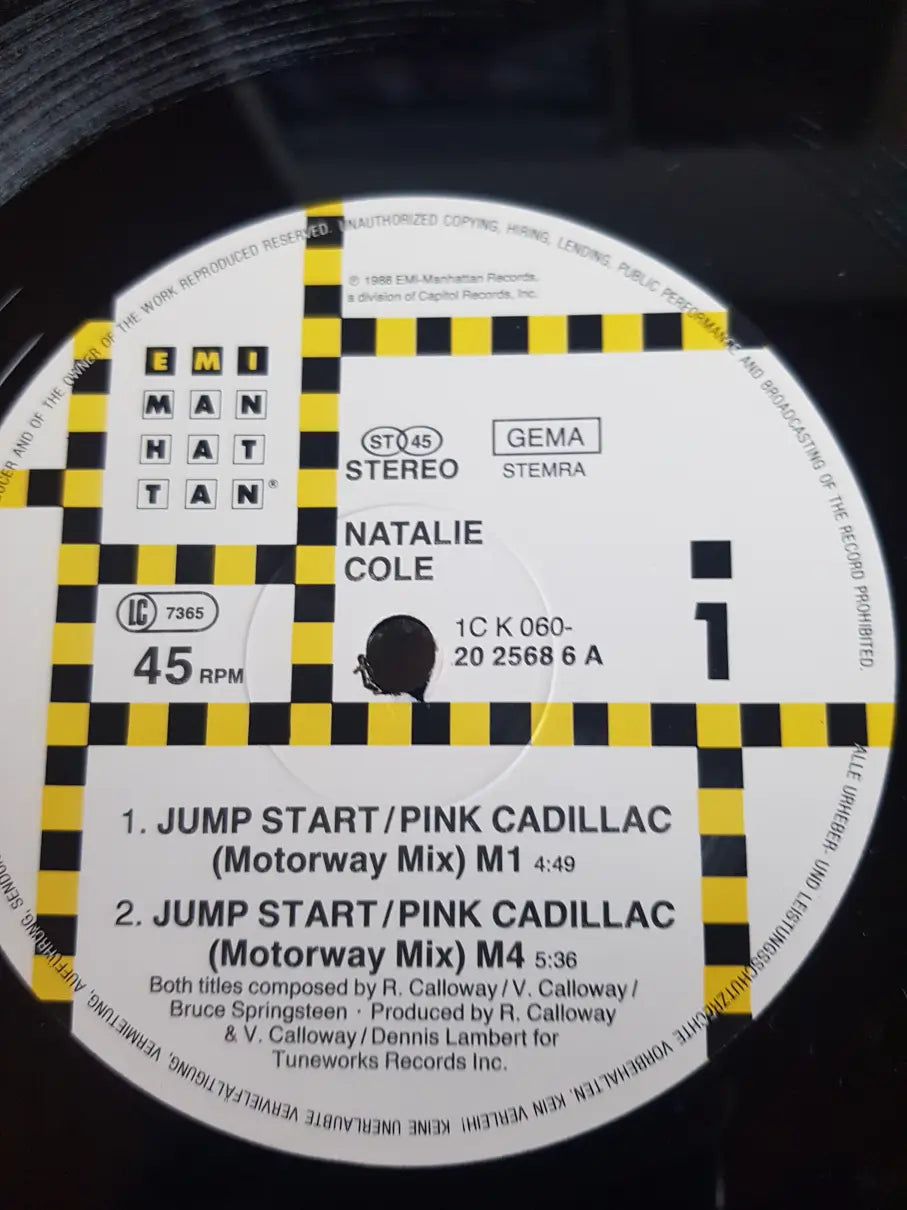 PRODUCER AND OF THE OWNER OF THE WORK REPRODUCED RESERVED. UNAUTHORIZED COPYING, HIRING, LENDING, PUBLIC PERFORMANCE AND BROADCASTING OF THE RECORD PROHIBITED.
℗ 1988 EMI-Manhattan Records,
a division of Capitol Records, Inc.
EMI
MAN
HAT
TAN®
ST 45
STEREO
GEMA
STEMRA
NATALIE
COLE
LC 7365
45 RPM
1C K 060-
20 2568 6 A
1
1. JUMP START/PINK CADILLAC
(Motorway Mix) M1 4:49
2. JUMP START/PINK CADILLAC
(Motorway Mix) M4 5:36
Both titles composed by R. Calloway/V. Calloway/
Bruce Springsteen · Produced by R. Calloway
& V. Calloway/Dennis Lambert for
Tuneworks Records Inc.
ALLE URHEBER- UND LEISTUNGSSCHUTZRECHTE VORBEHALTEN. KEIN VERLEIH! KEINE UNERLAUBTE VERVIELFÄLTIGUNG, VERMIETUNG, AUFFÜHRUNG,